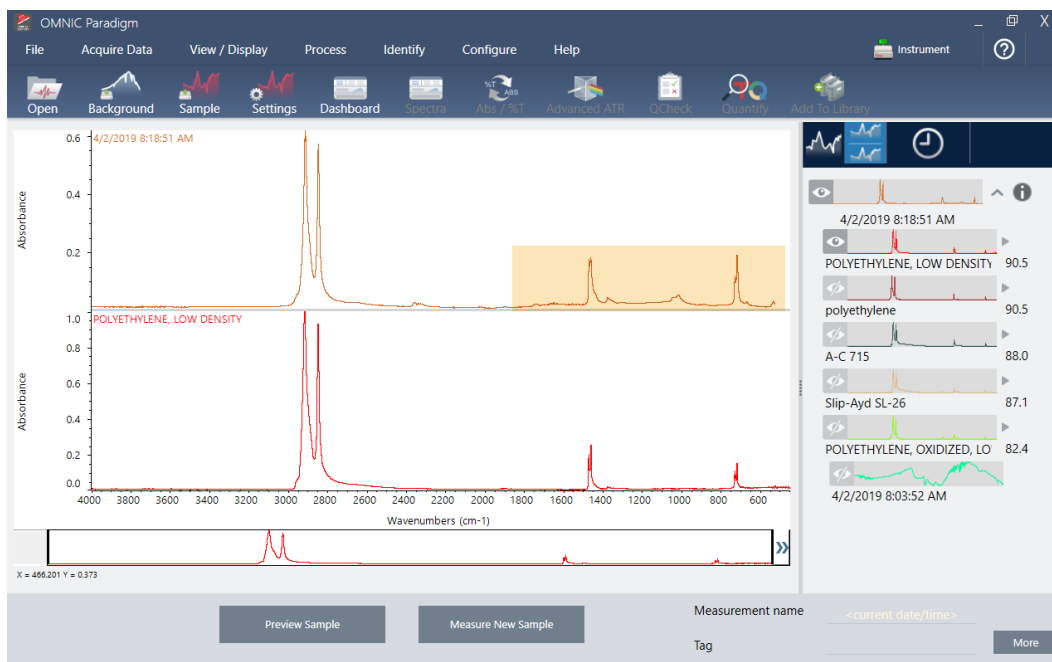 OMNIC Paradigm
File Acquire Data View / Display Process Identify Configure Help Instrument ?
%T ABS
Open Background Sample Settings Dashboard Spectra Abs / %T Advanced ATR QCheck Quantify Add To Library
4/2/2019 8:18:51 AM
0.6
0.4
0.2
Absorbance
POLYETHYLENE, LOW DENSITY
1.0
0.8
0.6
0.4
0.2
0.0
Absorbance
4000 3800 3600 3400 3200 3000 2800 2600 2400 2200 2000 1800 1600 1400 1200 1000 800 600
Wavenumbers (cm-1)
X = 466.201 Y = 0.373
4/2/2019 8:18:51 AM
POLYETHYLENE, LOW DENSITY 90.5
polyethylene 90.5
A-C 715 88.0
Slip-Ayd SL-26 87.1
POLYETHYLENE, OXIDIZED, LO 82.4
4/2/2019 8:03:52 AM
Preview Sample Measure New Sample
Measurement name <current date/time>
Tag More